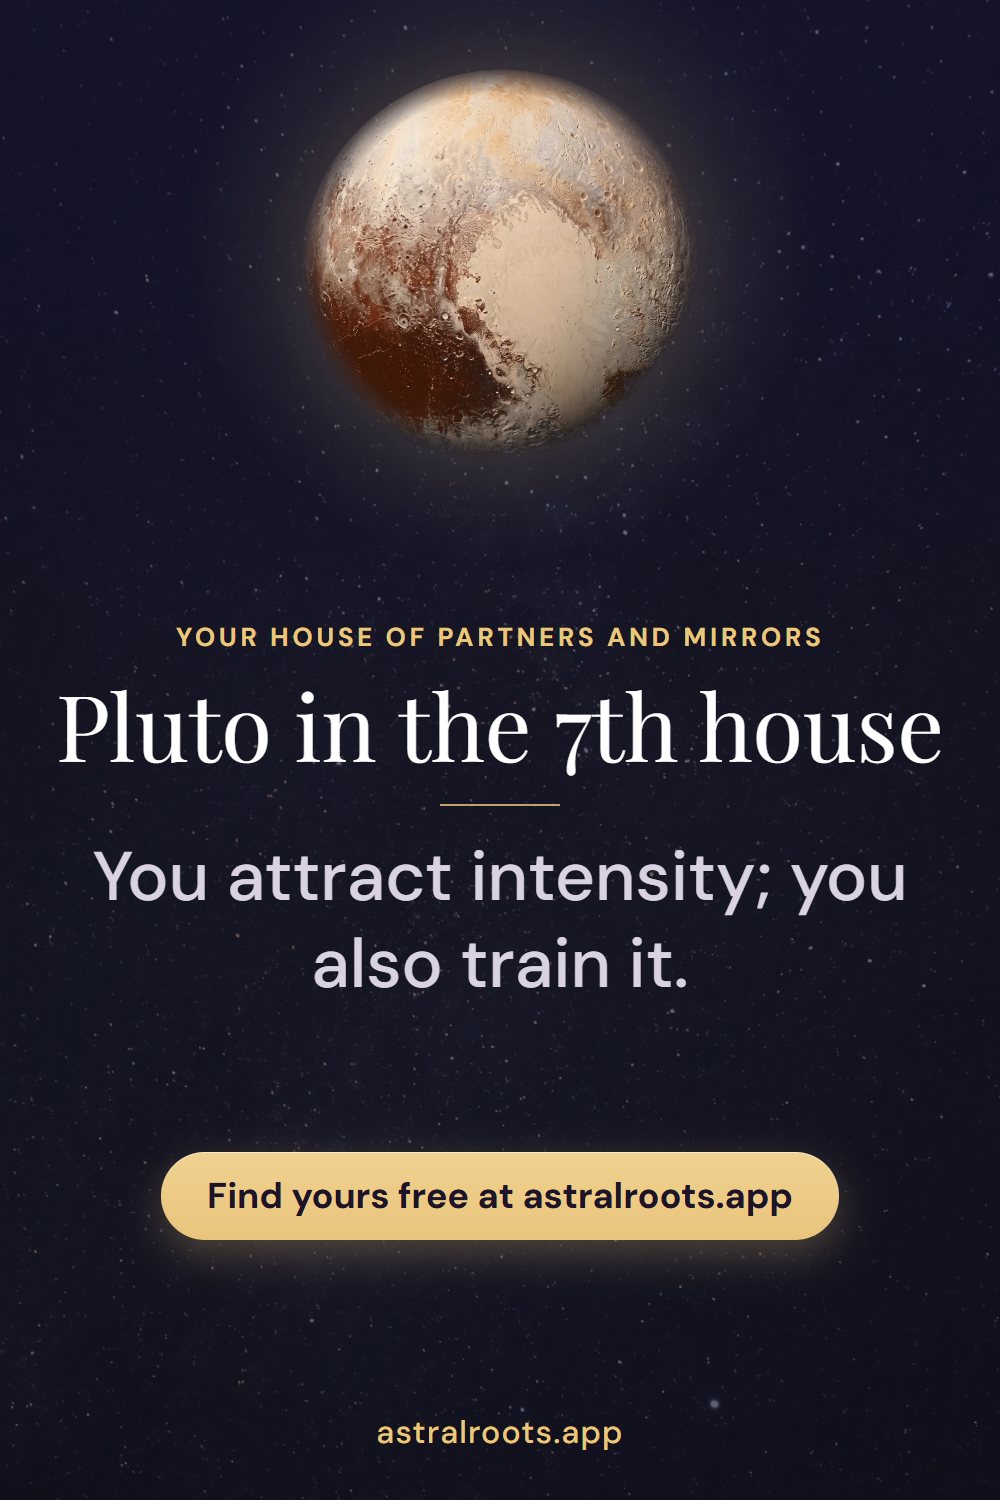 YOUR HOUSE OF PARTNERS AND MIRRORS
Pluto in the 7th house
You attract intensity; you
also train it.
Find yours free at astralroots.app
astralroots.app